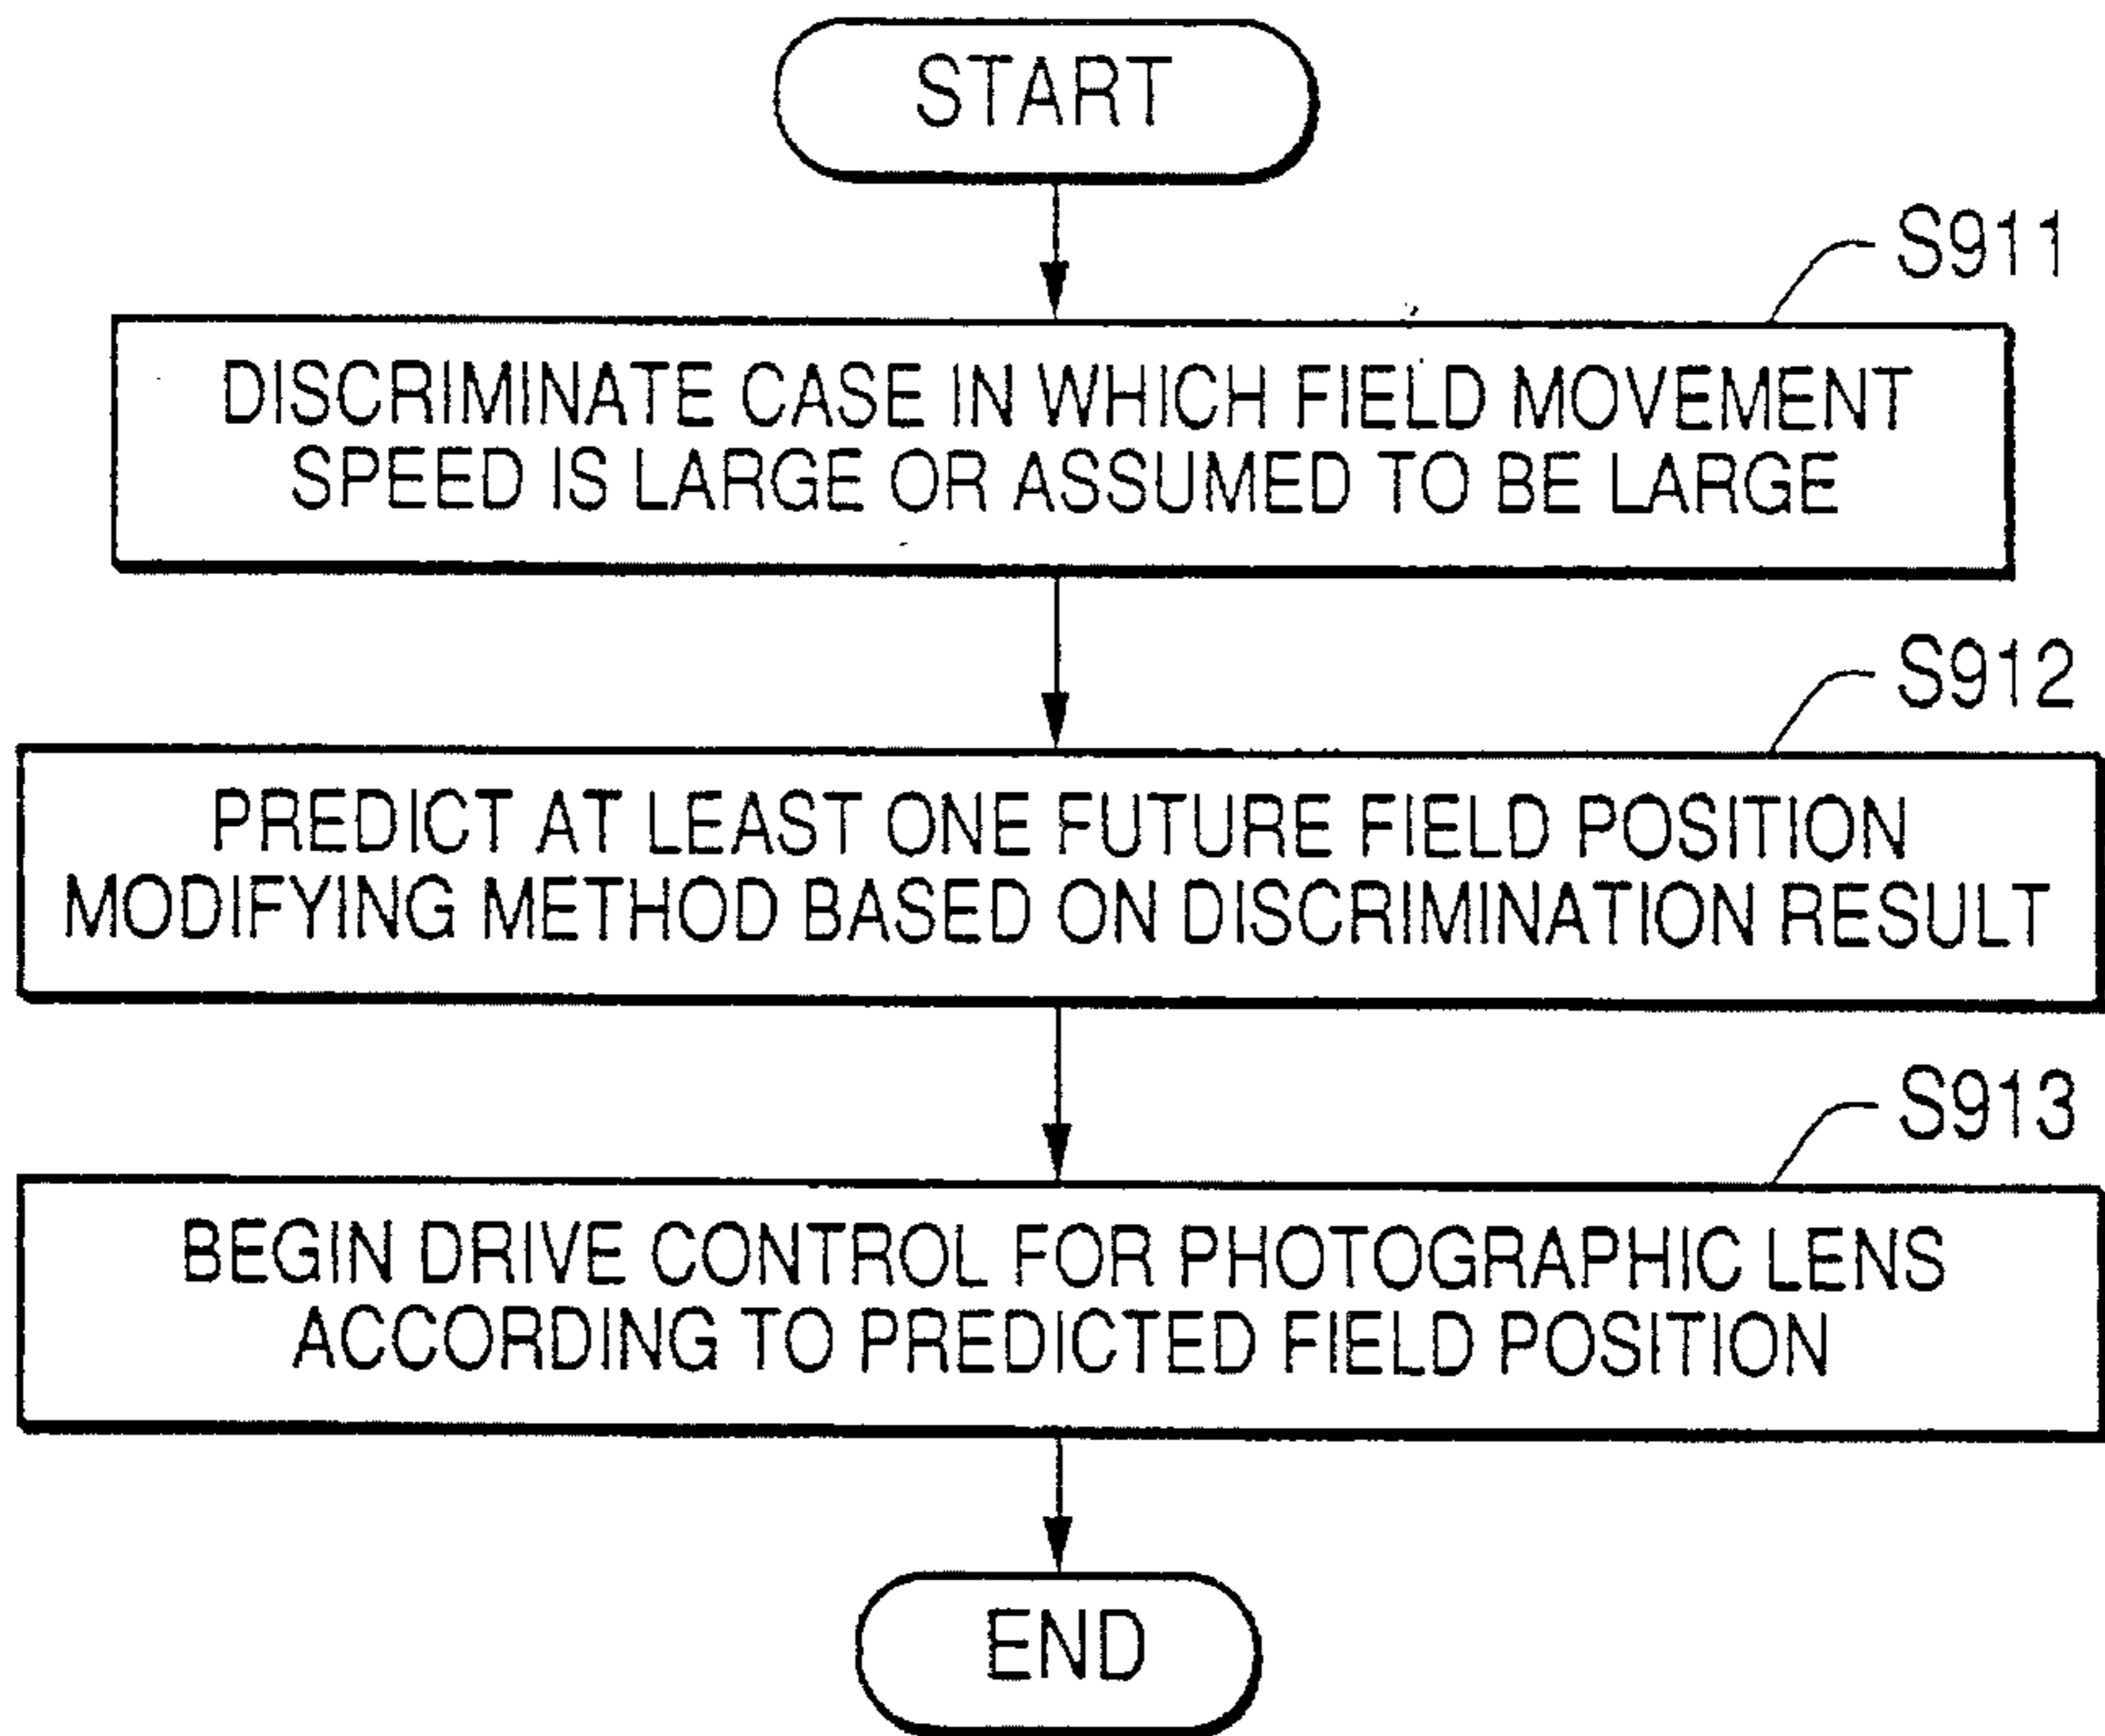 START
S911
DISCRIMINATE CASE IN WHICH FIELD MOVEMENT
SPEED IS LARGE OR ASSUMED TO BE LARGE
S912
PREDICT AT LEAST ONE FUTURE FIELD POSITION
MODIFYING METHOD BASED ON DISCRIMINATION RESULT
S913
BEGIN DRIVE CONTROL FOR PHOTOGRAPHIC LENS
ACCORDING TO PREDICTED FIELD POSITION
END